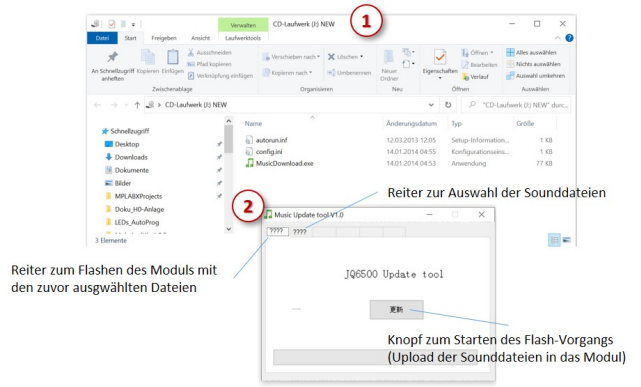 Verwalten CD-Laufwerk (J:) NEW
1
Datei Start Freigeben Ansicht Laufwerktools
An Schnellzugriff anheften
Kopieren Einfügen
Ausschneiden
Pfad kopieren
Verknüpfung einfügen
Verschieben nach
Kopieren nach
Löschen
Umbenennen
Neuer Ordner
Eigenschaften
Öffnen
Bearbeiten
Verlauf
Alles auswählen
Nichts auswählen
Auswahl umkehren
Zwischenablage Organisieren Neu Öffnen Auswählen
CD-Laufwerk (J:) NEW "CD-Laufwerk (J:) NEW" durc...
Schnellzugriff
Desktop
Downloads
Dokumente
Bilder
MPLABXProjects
Doku_H0-Anlage
LEDs_AutoProg
3 Elemente
Name Änderungsdatum Typ Größe
autorun.inf 12.03.2013 12:05 Setup-Information... 1 KB
config.ini 14.01.2014 04:53 Konfigurationseins... 1 KB
MusicDownload.exe 14.01.2014 04:53 Anwendung 77 KB
Reiter zur Auswahl der Sounddateien
2
Music Update tool V1.0
???? ????
JQ6500 Update tool
更新
Reiter zum Flashen des Moduls mit
den zuvor ausgwählten Dateien
Knopf zum Starten des Flash-Vorgangs
(Upload der Sounddateien in das Modul)